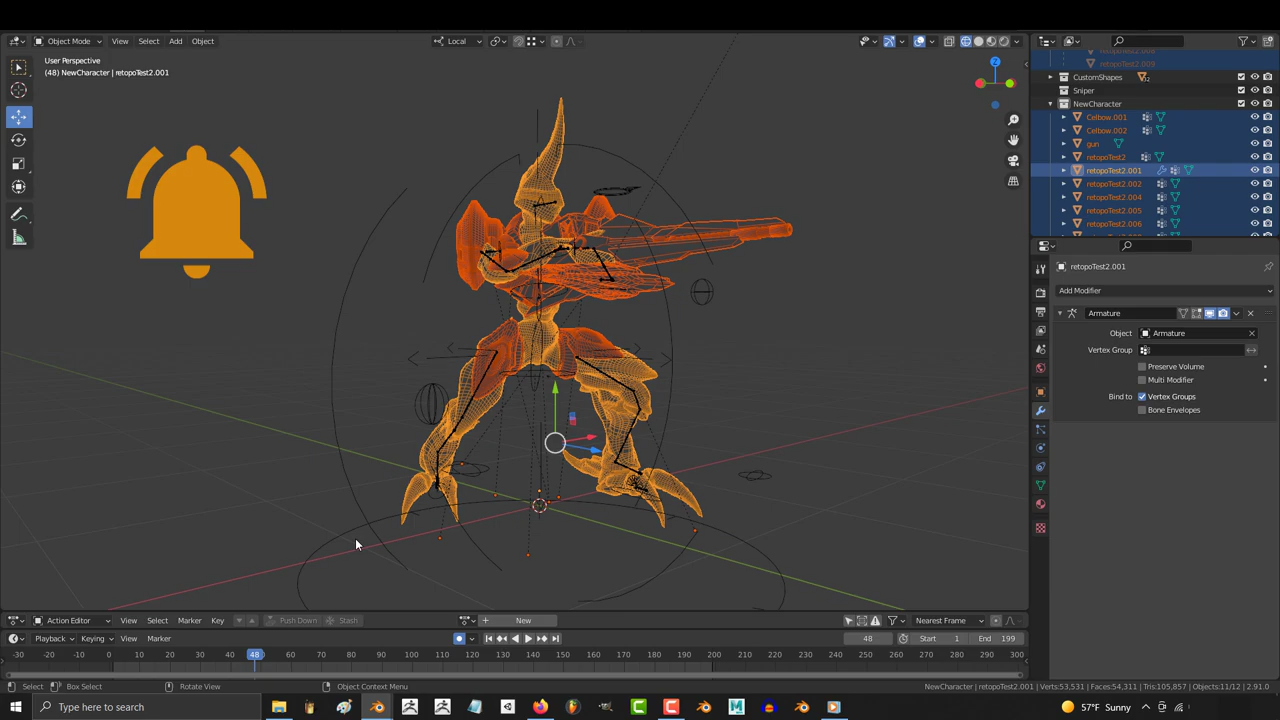 Object Mode View Select Add Object Local
User Perspective
(48) NewCharacter | retopoTest2.001
Z
retopoTest2.008
retopoTest2.009
CustomShapes 72
Sniper
NewCharacter
Celbow.001
Celbow.002
gun
retopoTest2
retopoTest2.001
retopoTest2.002
retopoTest2.004
retopoTest2.005
retopoTest2.006
retopoTest2.001
Add Modifier
Armature
Object Armature
Vertex Group
Preserve Volume
Multi Modifier
Bind to Vertex Groups
Bone Envelopes
Action Editor View Select Marker Key Push Down Stash New Nearest Frame
Playback Keying View Marker 48 Start 1 End 199
-30 -20 -10 0 10 20 30 40 48 60 70 80 90 100 110 120 130 140 150 160 170 180 190 200 210 220 230 240 250 260 270 280 290 300
Select Box Select Rotate View Object Context Menu NewCharacter | retopoTest2.001 | Verts:53,531 | Faces:54,311 | Tris:105,857 | Objects:11/12 | 2.91.0
Type here to search 57°F Sunny